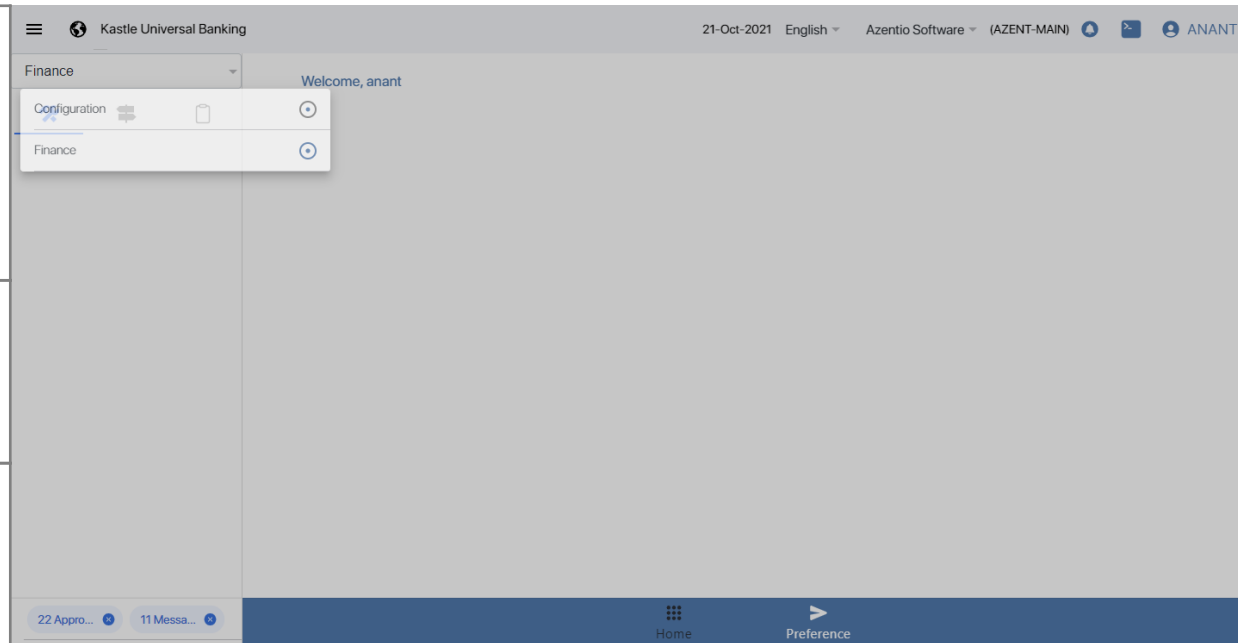 Kastle Universal Banking 21-Oct-2021 English Azentio Software (AZENT-MAIN) ANANT
Finance
Welcome, anant
Configuration
Finance
22 Appro... 11 Messa...
Home Preference